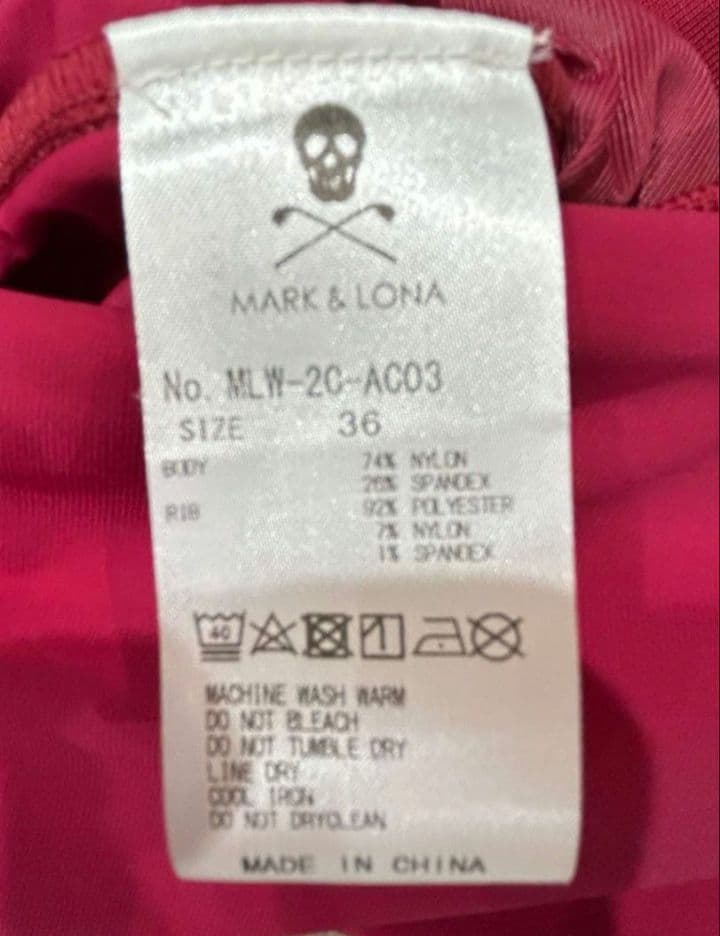 MARK & LONA
No. MLW-2C-AC03
SIZE 36
BODY 74% NYLON
26% SPANDEX
RIB 92% POLYESTER
7% NYLON
1% SPANDEX
40
MACHINE WASH WARM
DO NOT BLEACH
DO NOT TUMBLE DRY
LINE DRY
COOL IRON
DO NOT DRYCLEAN
MADE IN CHINA